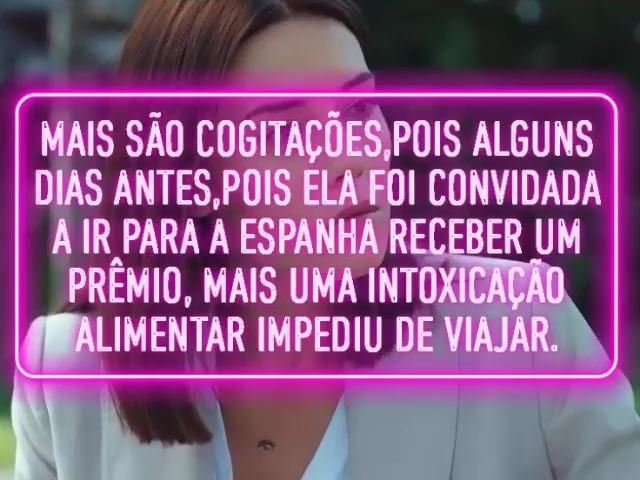 MAIS SÃO COGITAÇÕES,POIS ALGUNS
DIAS ANTES,POIS ELA FOI CONVIDADA
A IR PARA A ESPANHA RECEBER UM
PRÊMIO, MAIS UMA INTOXICAÇÃO
ALIMENTAR IMPEDIU DE VIAJAR.